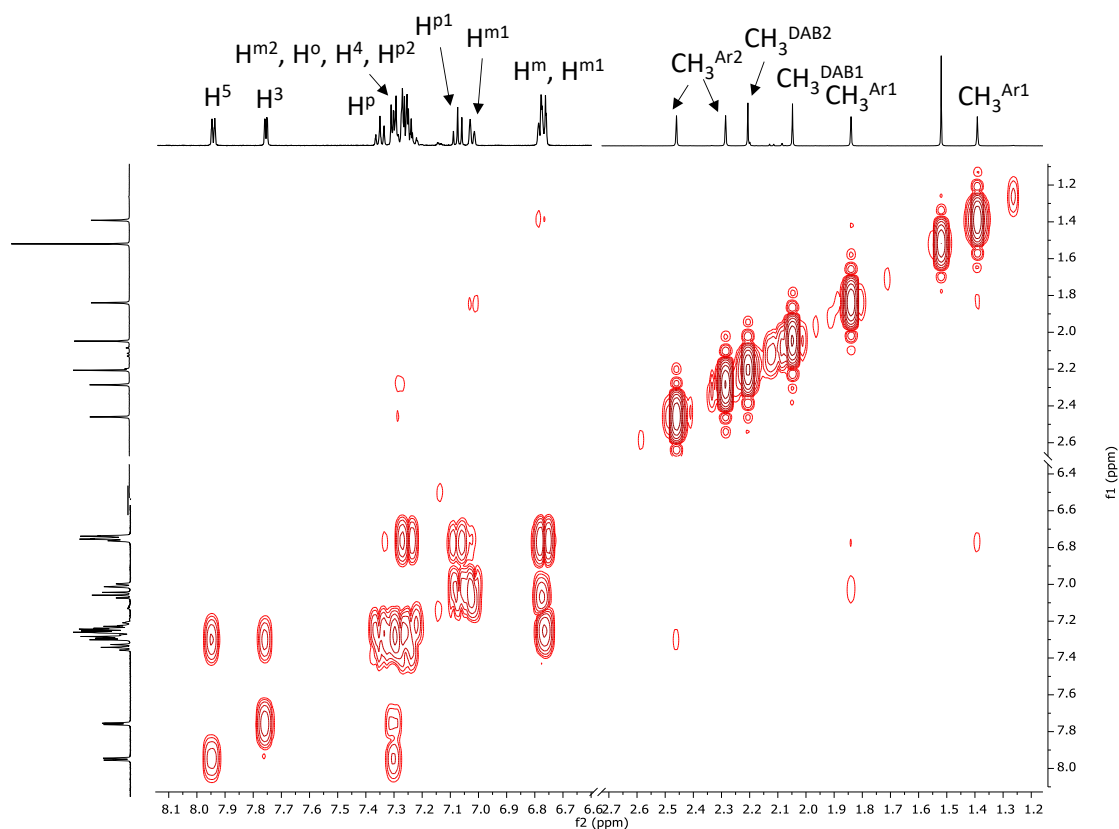 H^p1
H^m1
CH3^DAB2
H^m2, H^o, H^4, H^p2
CH3^Ar2
H^m, H^m1
CH3^DAB1
H^5
H^3
H^p
CH3^Ar1
CH3^Ar1
1.2
1.4
1.6
1.8
2.0
2.2
2.4
2.6
6.4
6.6
6.8
7.0
7.2
7.4
7.6
7.8
8.0
f1 (ppm)
8.1 8.0 7.9 7.8 7.7 7.6 7.5 7.4 7.3 7.2 7.1 7.0 6.9 6.8 6.7 6.6 2.7 2.6 2.5 2.4 2.3 2.2 2.1 2.0 1.9 1.8 1.7 1.6 1.5 1.4 1.3 1.2
f2 (ppm)